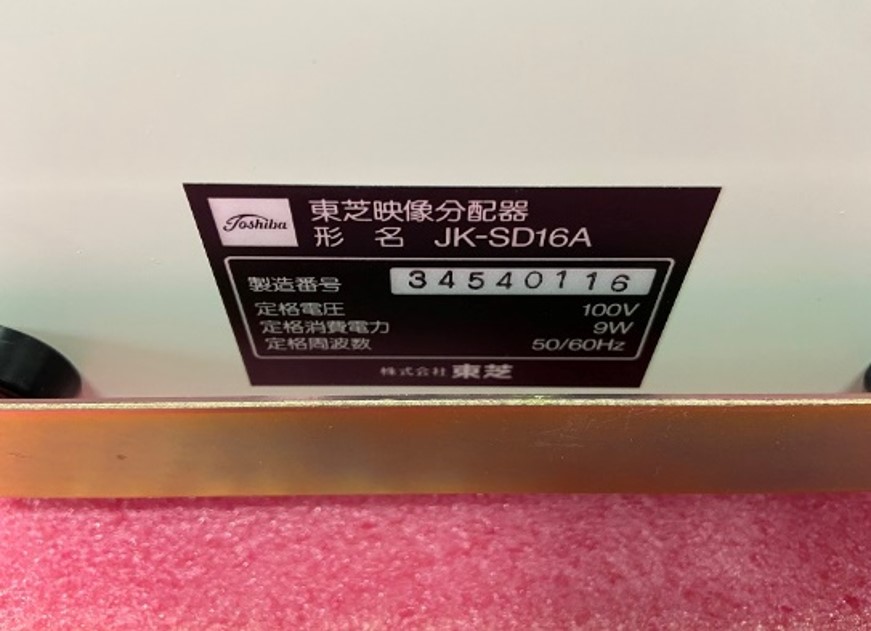 Toshiba
東芝映像分配器
形 名 JK-SD16A
製造番号 34540116
定格電圧 100V
定格消費電力 9W
定格周波数 50/60Hz
株式会社 東芝